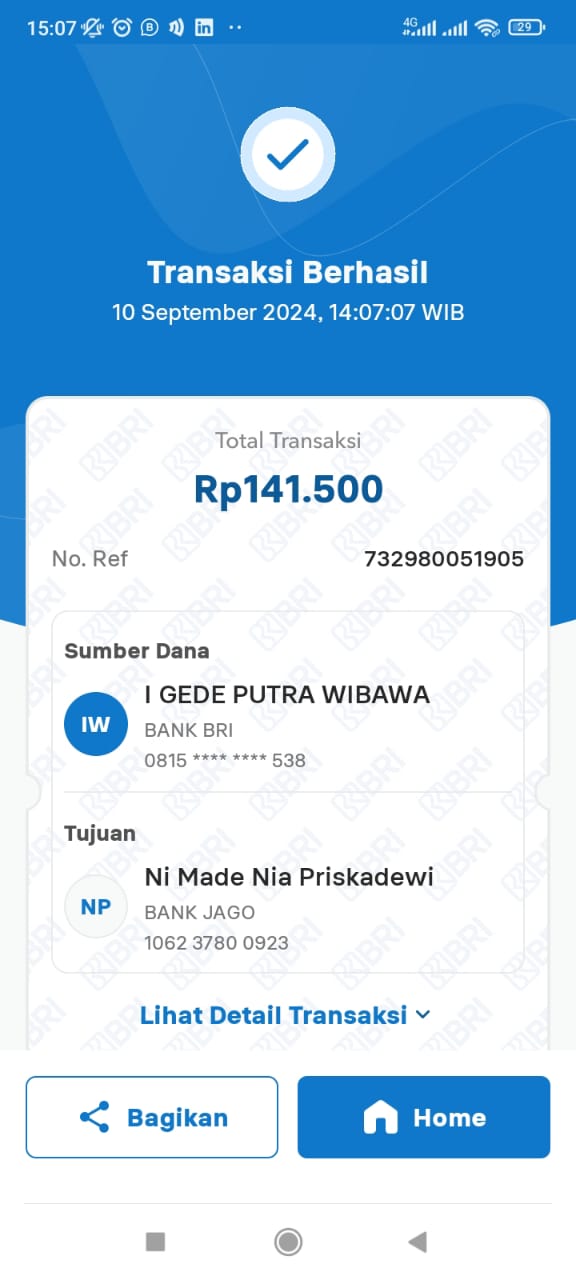 15:07
4G
29
Transaksi Berhasil
10 September 2024, 14:07:07 WIB
Total Transaksi
Rp141.500
No. Ref 732980051905
Sumber Dana
IW
I GEDE PUTRA WIBAWA
BANK BRI
0815 **** **** 538
Tujuan
NP
Ni Made Nia Priskadewi
BANK JAGO
1062 3780 0923
Lihat Detail Transaksi
Bagikan
Home